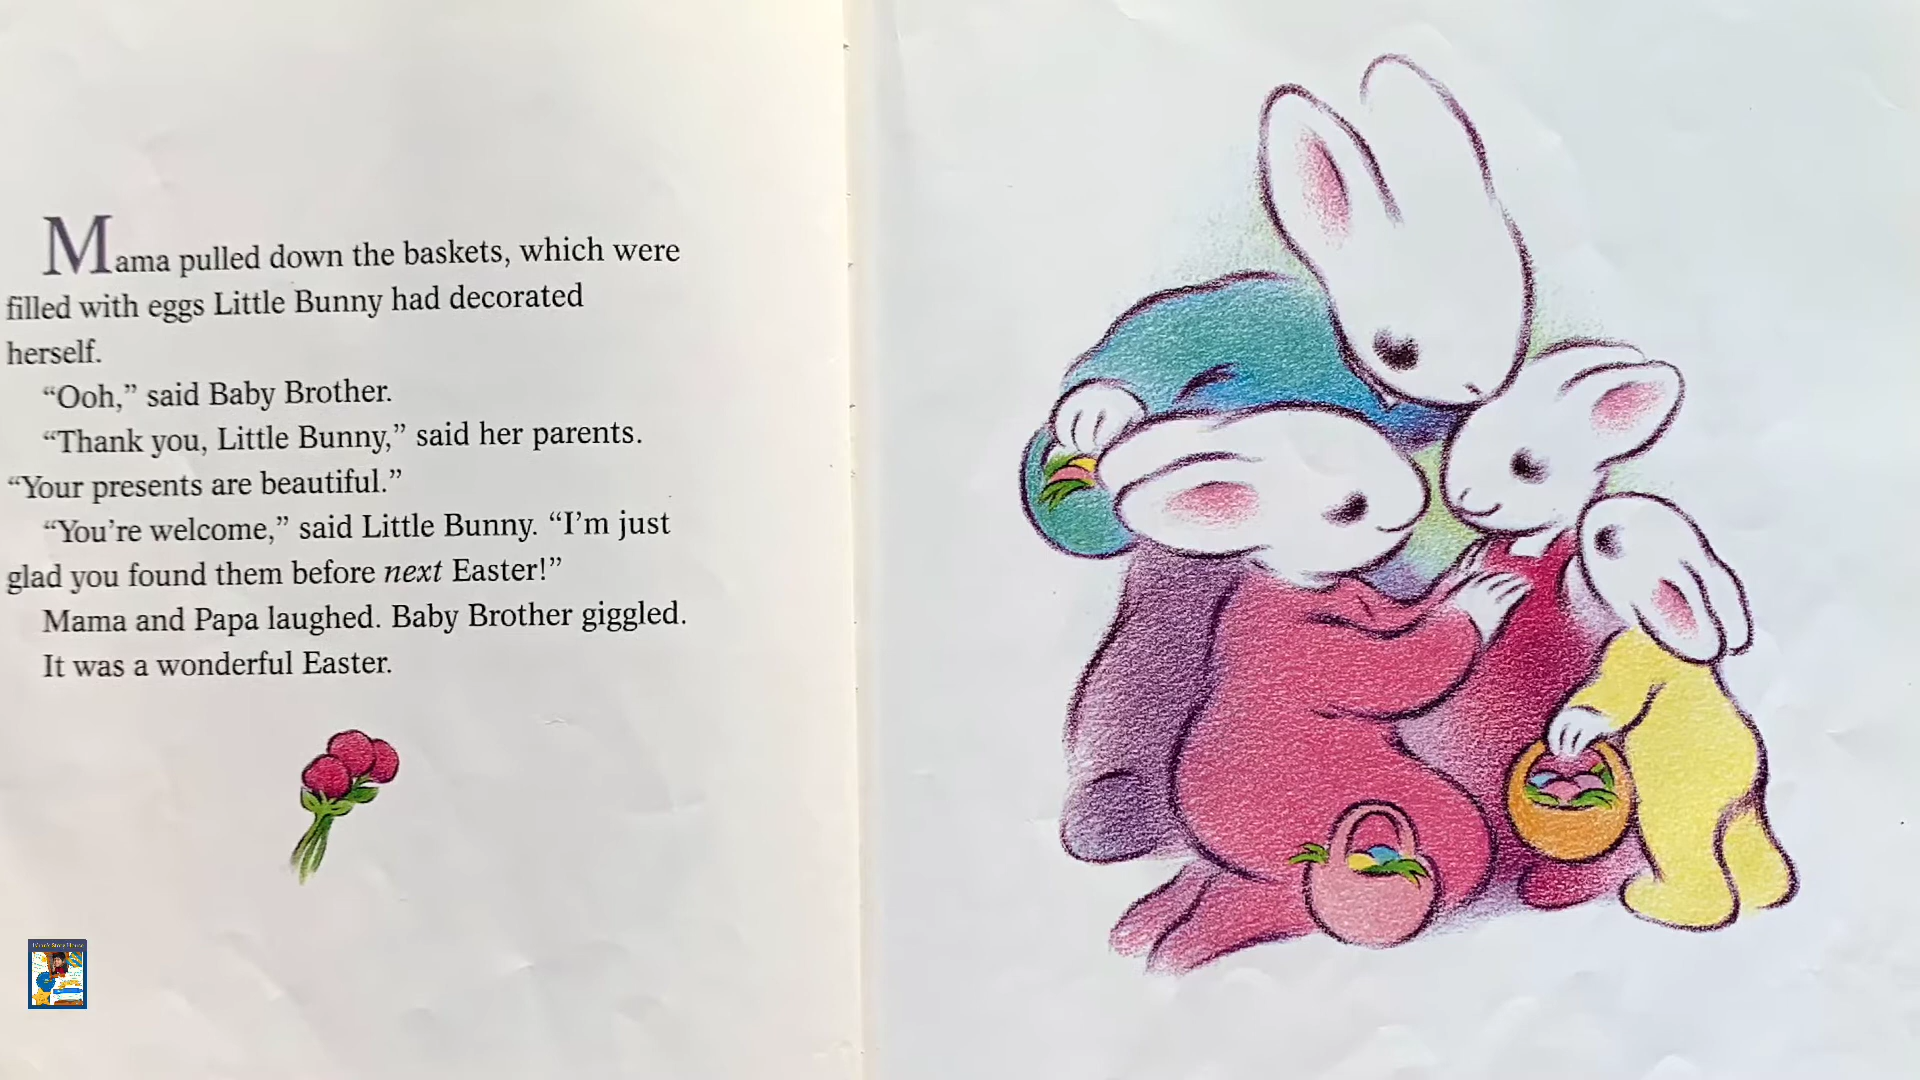 Mama pulled down the baskets, which were
filled with eggs Little Bunny had decorated
herself.
“Ooh,” said Baby Brother.
“Thank you, Little Bunny,” said her parents.
“Your presents are beautiful.”
“You’re welcome,” said Little Bunny. “I’m just
glad you found them before next Easter!”
Mama and Papa laughed. Baby Brother giggled.
It was a wonderful Easter.